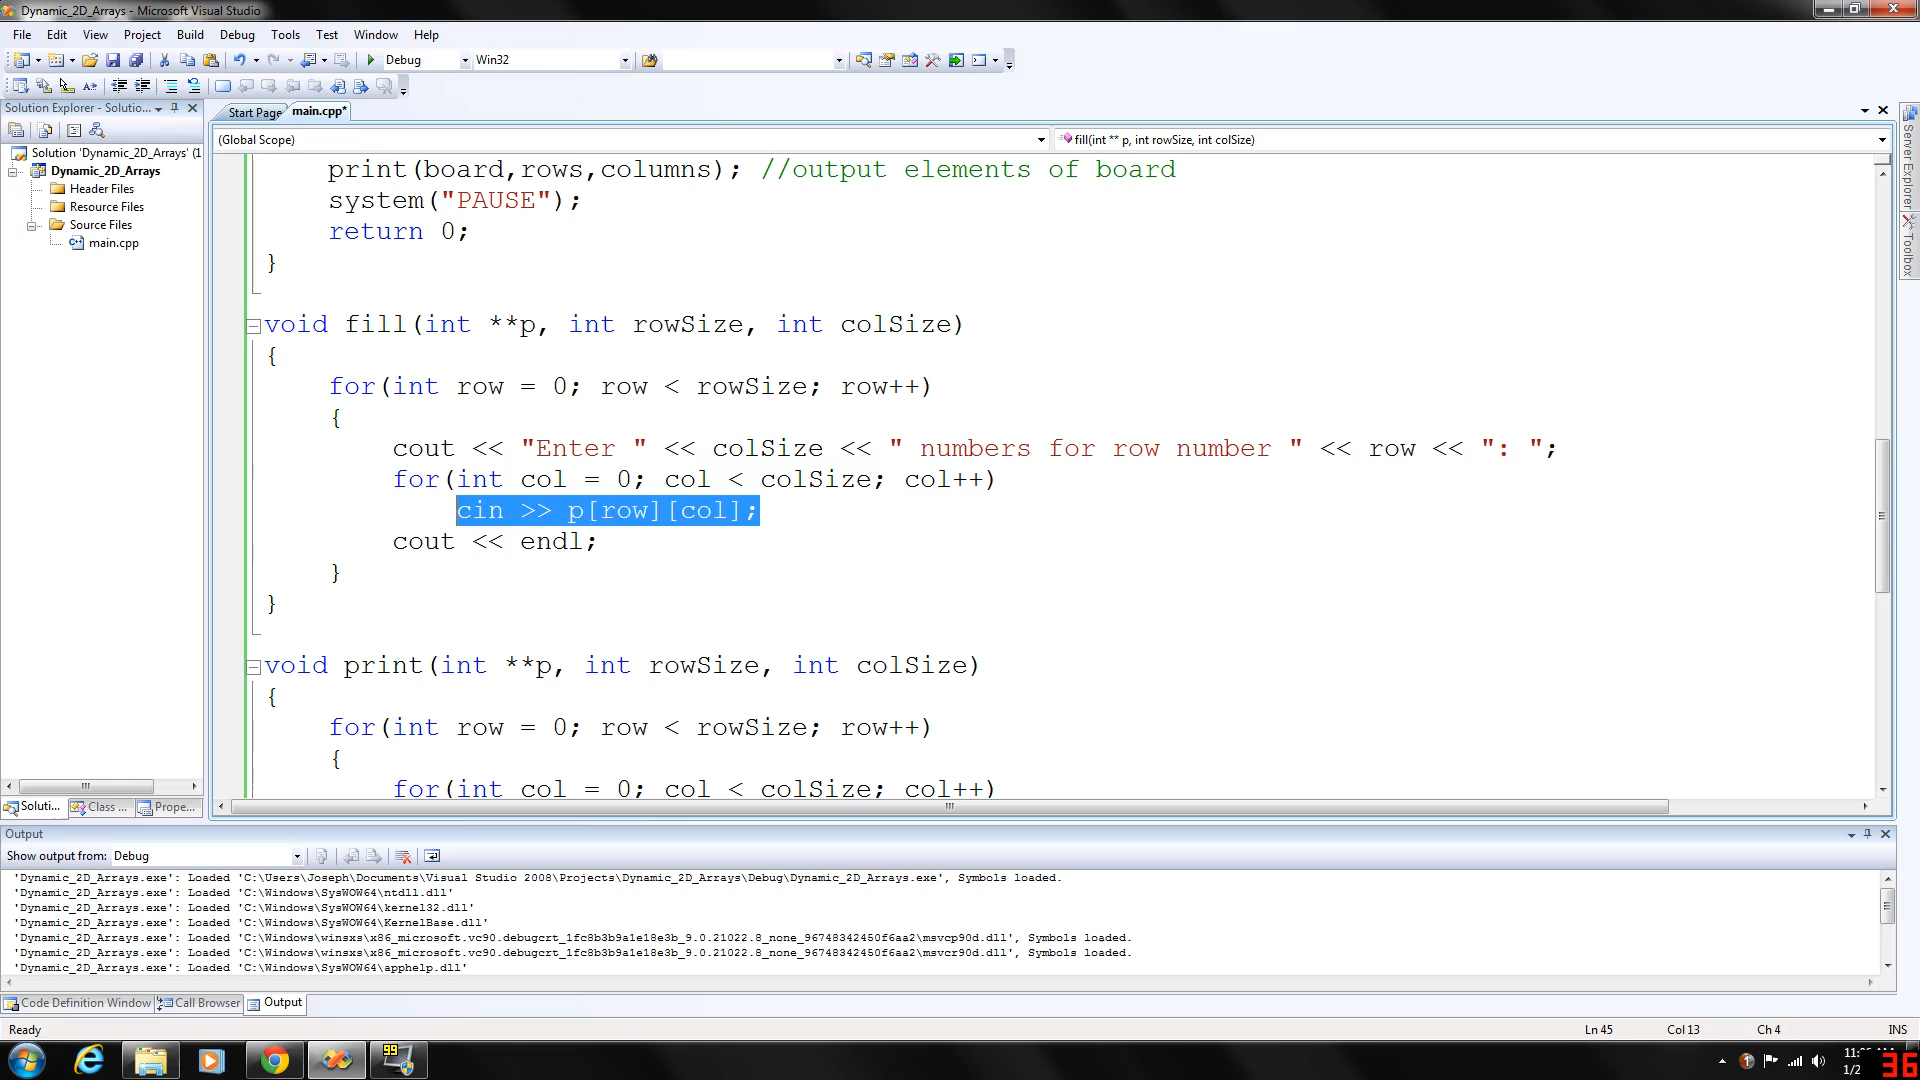 Dynamic_2D_Arrays - Microsoft Visual Studio
File Edit View Project Build Debug Tools Test Window Help
Debug Win32
Solution Explorer - Solutio...
Start Page main.cpp*
(Global Scope) fill(int ** p, int rowSize, int colSize)
Solution 'Dynamic_2D_Arrays' (1
Dynamic_2D_Arrays
Header Files
Resource Files
Source Files
main.cpp
print(board,rows,columns); //output elements of board
system("PAUSE");
return 0;
}
void fill(int **p, int rowSize, int colSize)
{
for(int row = 0; row < rowSize; row++)
{
cout << "Enter " << colSize << " numbers for row number " << row << ": ";
for(int col = 0; col < colSize; col++)
cin >> p[row][col];
cout << endl;
}
}
void print(int **p, int rowSize, int colSize)
{
for(int row = 0; row < rowSize; row++)
{
for(int col = 0; col < colSize; col++)
Server Explorer
Toolbox
Soluti... Class ... Prope...
Output
Show output from: Debug
'Dynamic_2D_Arrays.exe': Loaded 'C:\Users\Joseph\Documents\Visual Studio 2008\Projects\Dynamic_2D_Arrays\Debug\Dynamic_2D_Arrays.exe', Symbols loaded.
'Dynamic_2D_Arrays.exe': Loaded 'C:\Windows\SysWOW64\ntdll.dll'
'Dynamic_2D_Arrays.exe': Loaded 'C:\Windows\SysWOW64\kernel32.dll'
'Dynamic_2D_Arrays.exe': Loaded 'C:\Windows\SysWOW64\KernelBase.dll'
'Dynamic_2D_Arrays.exe': Loaded 'C:\Windows\winsxs\x86_microsoft.vc90.debugcrt_1fc8b3b9a1e18e3b_9.0.21022.8_none_96748342450f6aa2\msvcp90d.dll', Symbols loaded.
'Dynamic_2D_Arrays.exe': Loaded 'C:\Windows\winsxs\x86_microsoft.vc90.debugcrt_1fc8b3b9a1e18e3b_9.0.21022.8_none_96748342450f6aa2\msvcr90d.dll', Symbols loaded.
'Dynamic_2D_Arrays.exe': Loaded 'C:\Windows\SysWOW64\apphelp.dll'
Code Definition Window Call Browser Output
Ready Ln 45 Col 13 Ch 4 INS
99
36